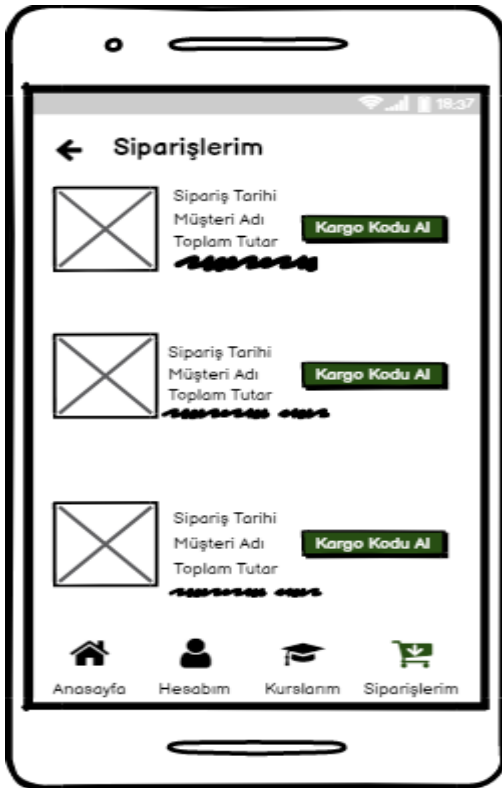 18:37
Siparişlerim
Sipariş Tarihi
Müşteri Adı
Toplam Tutar
Kargo Kodu Al
Sipariş Tarihi
Müşteri Adı
Toplam Tutar
Kargo Kodu Al
Sipariş Tarihi
Müşteri Adı
Toplam Tutar
Kargo Kodu Al
Anasayfa Hesabım Kurslarım Siparişlerim